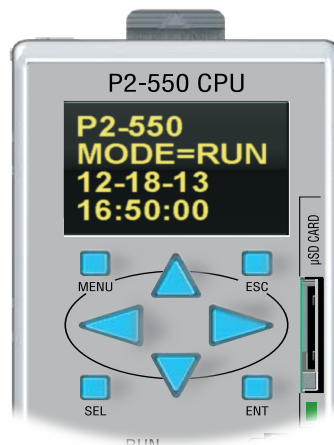 P2-550 CPU
P2-550
MODE=RUN
12-18-13
16:50:00
µSD CARD
MENU
ESC
SEL
ENT
RUN